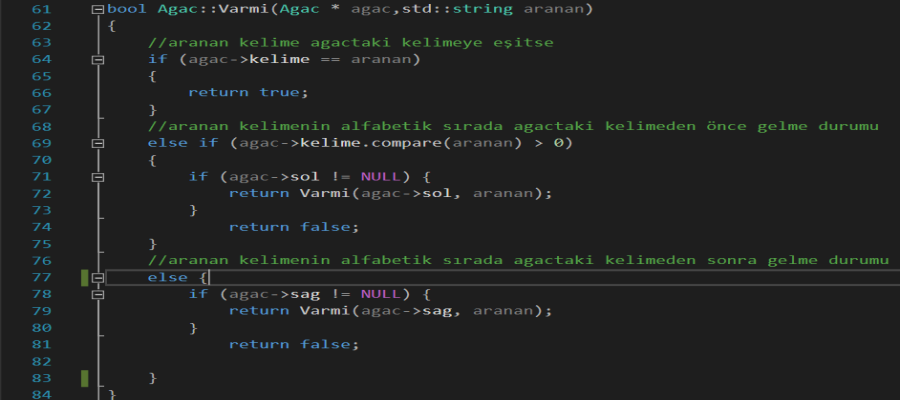 61 bool Agac::Varmi(Agac * agac,std::string aranan)
62 {
63 //aranan kelime agactaki kelimeye eşitse
64 if (agac->kelime == aranan)
65 {
66 return true;
67 }
68 //aranan kelimenin alfabetik sırada agactaki kelimeden önce gelme durumu
69 else if (agac->kelime.compare(aranan) > 0)
70 {
71 if (agac->sol != NULL) {
72 return Varmi(agac->sol, aranan);
73 }
74 return false;
75 }
76 //aranan kelimenin alfabetik sırada agactaki kelimeden sonra gelme durumu
77 else {
78 if (agac->sag != NULL) {
79 return Varmi(agac->sag, aranan);
80 }
81 return false;
82
83 }
84 }